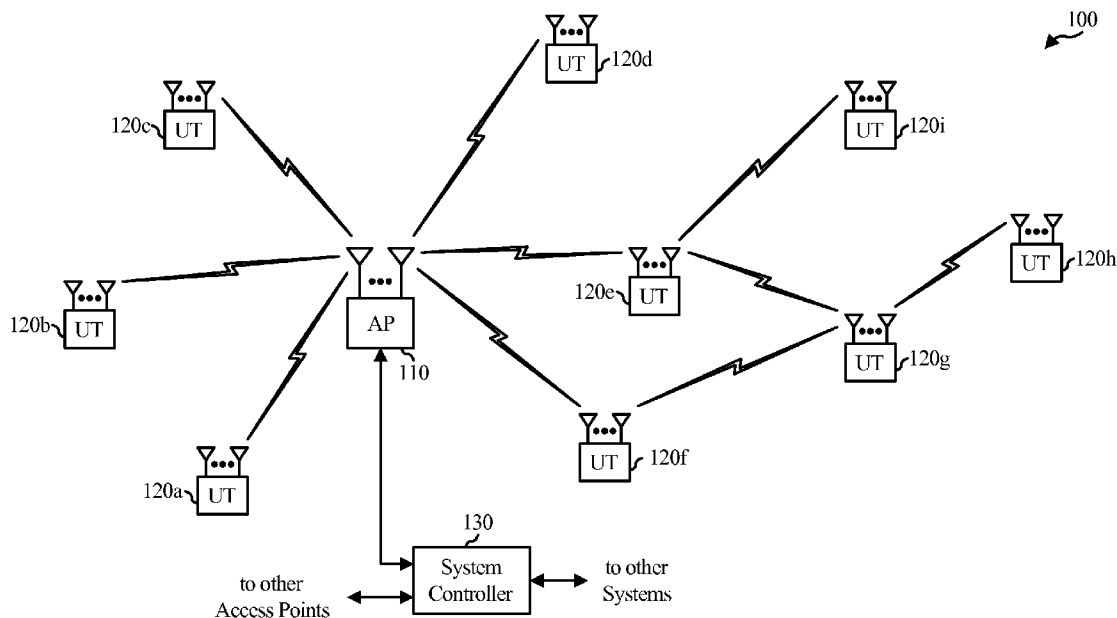 100
UT
120d
UT
120c
UT
120i
UT
120h
UT
120e
UT
120b
AP
110
UT
120g
UT
120f
UT
120a
130
System
Controller
to other
Access Points
to other
Systems